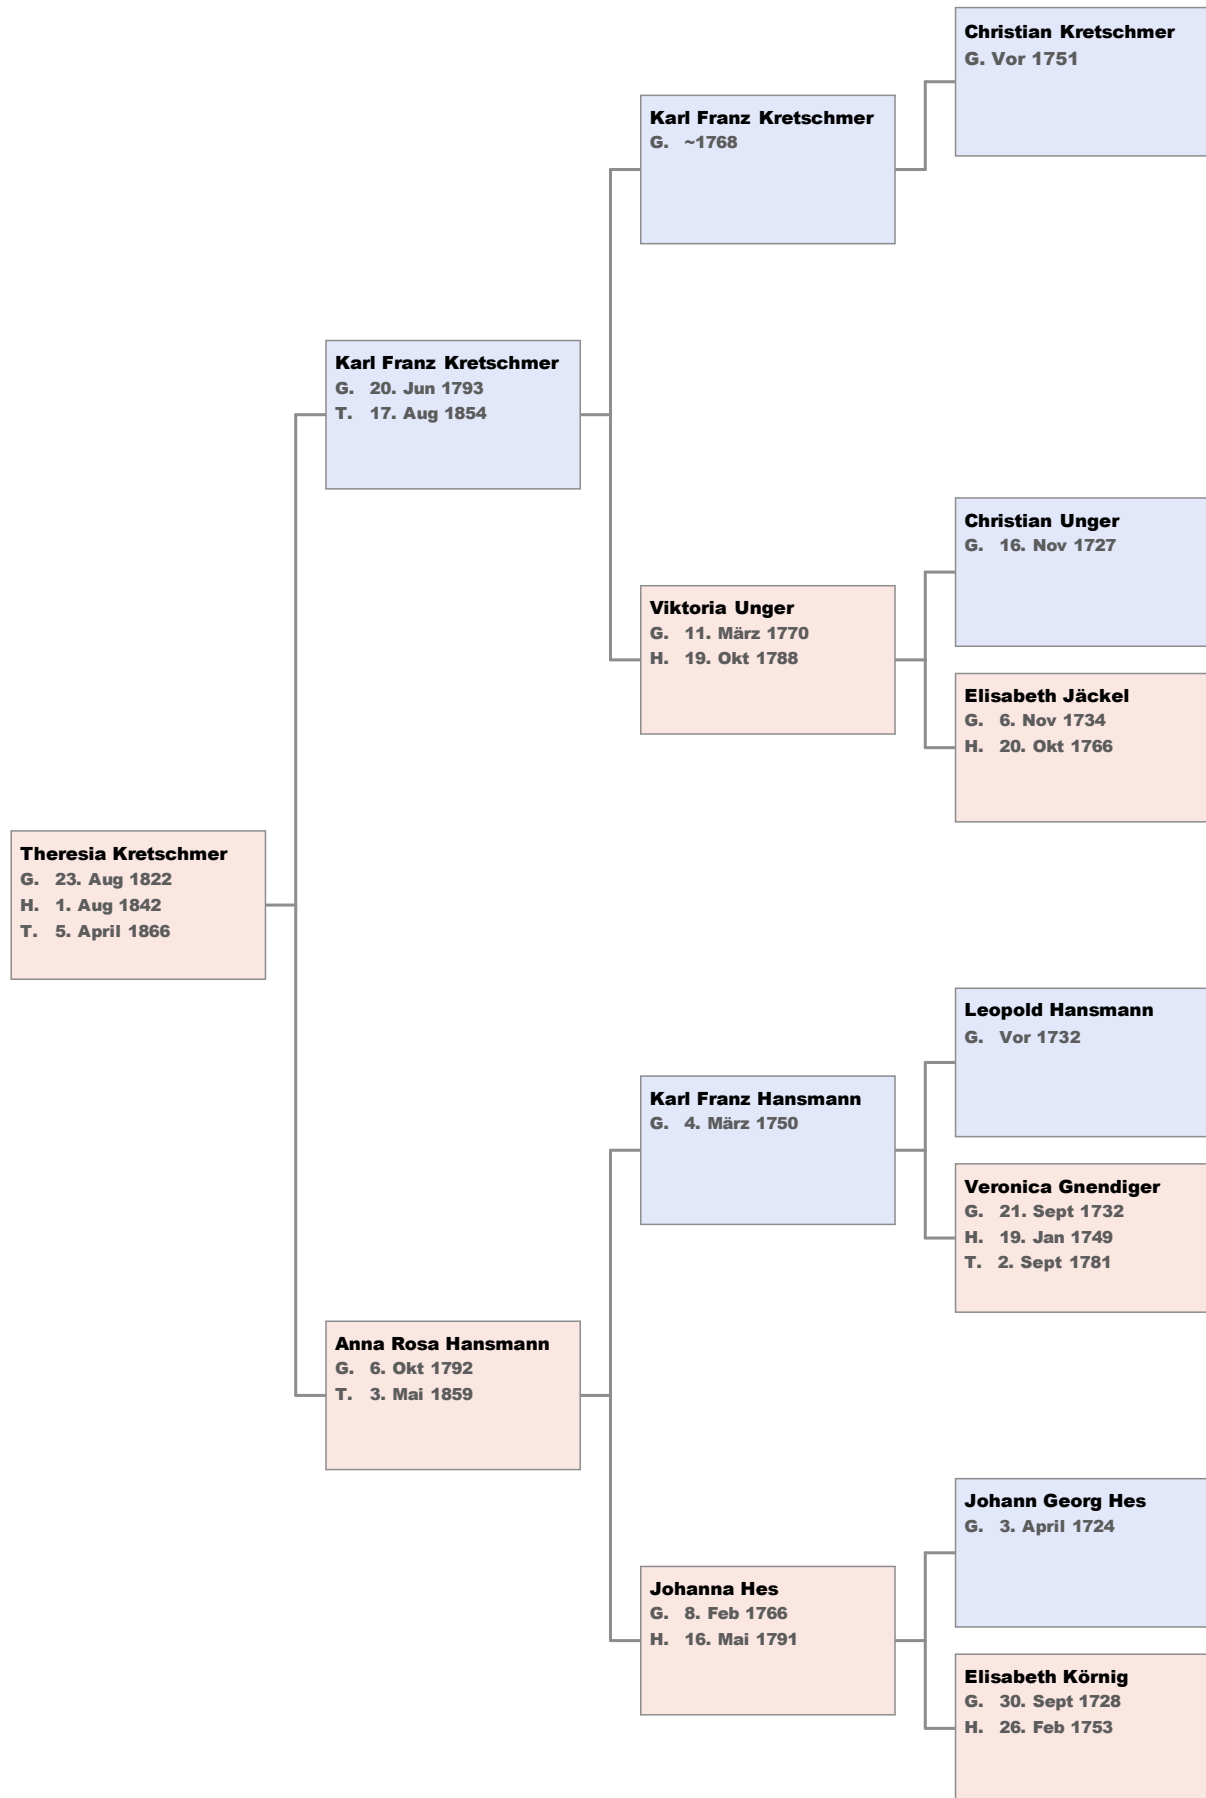 Christian Kretschmer
G. Vor 1751
Karl Franz Kretschmer
G. ~1768
Karl Franz Kretschmer
G. 20. Jun 1793
T. 17. Aug 1854
Christian Unger
G. 16. Nov 1727
Viktoria Unger
G. 11. März 1770
H. 19. Okt 1788
Elisabeth Jäckel
G. 6. Nov 1734
H. 20. Okt 1766
Theresia Kretschmer
G. 23. Aug 1822
H. 1. Aug 1842
T. 5. April 1866
Leopold Hansmann
G. Vor 1732
Karl Franz Hansmann
G. 4. März 1750
Veronica Gnendiger
G. 21. Sept 1732
H. 19. Jan 1749
T. 2. Sept 1781
Anna Rosa Hansmann
G. 6. Okt 1792
T. 3. Mai 1859
Johann Georg Hes
G. 3. April 1724
Johanna Hes
G. 8. Feb 1766
H. 16. Mai 1791
Elisabeth Körnig
G. 30. Sept 1728
H. 26. Feb 1753